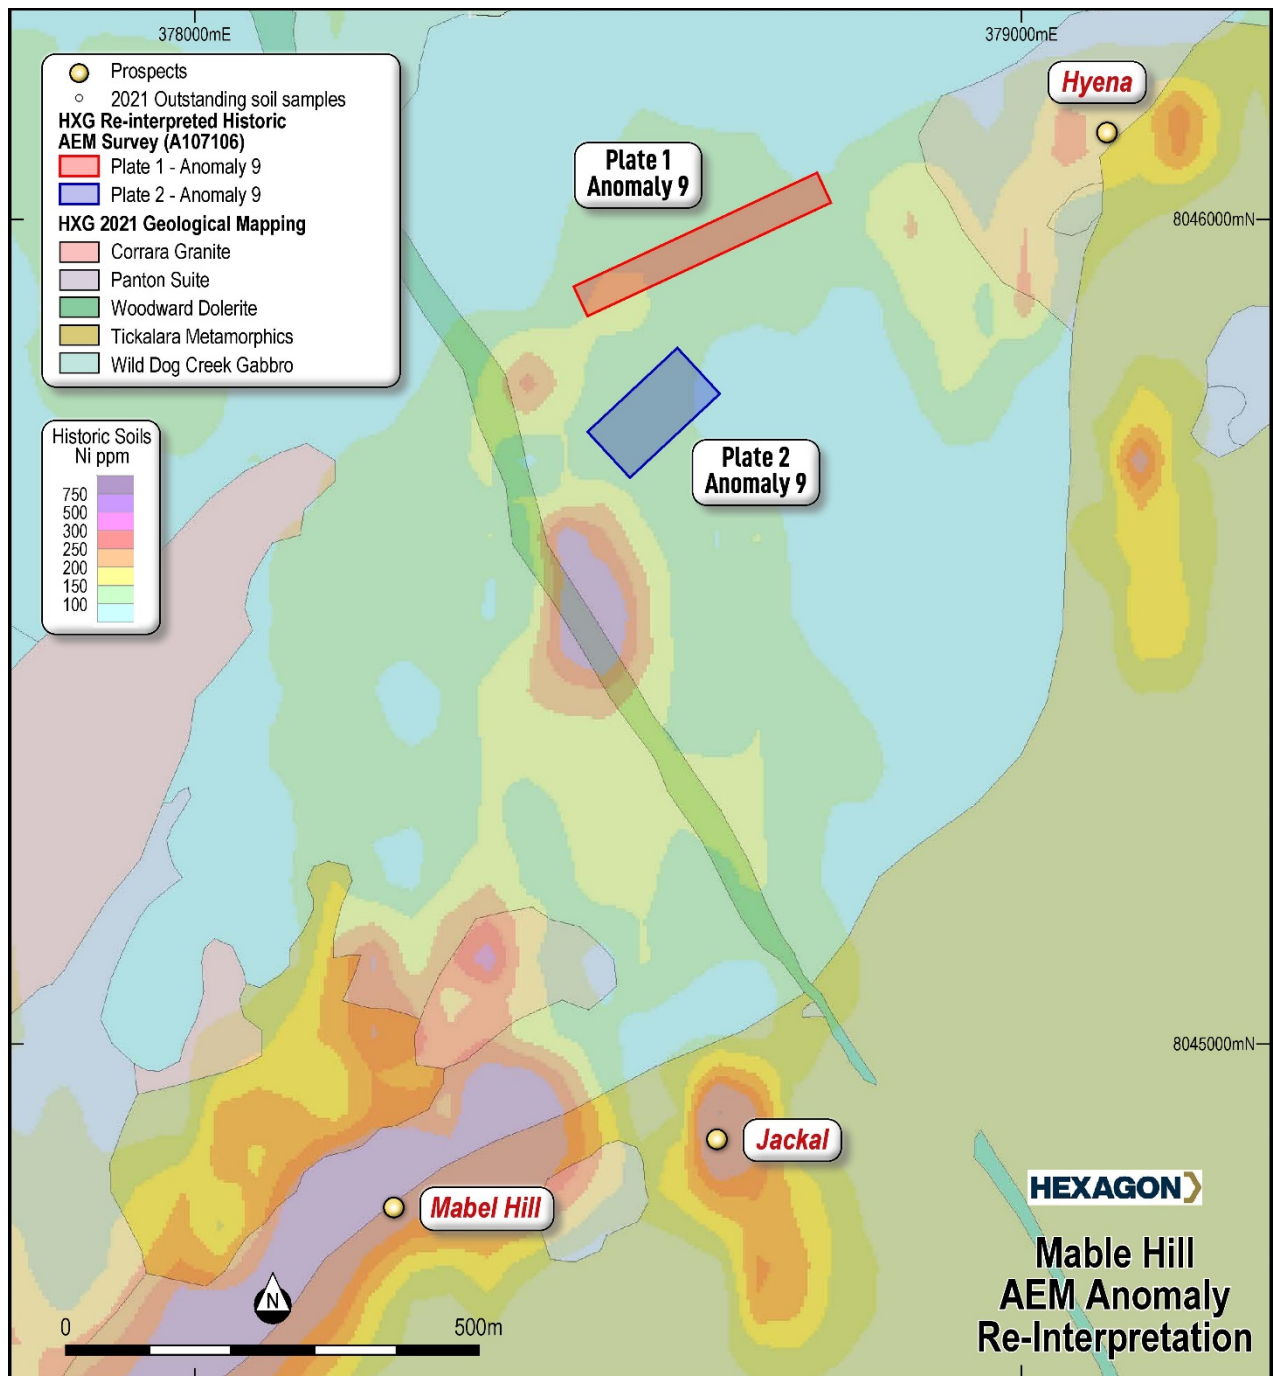 378000mE
379000mE
Prospects
2021 Outstanding soil samples
HXG Re-interpreted Historic
AEM Survey (A107106)
Plate 1 - Anomaly 9
Plate 2 - Anomaly 9
HXG 2021 Geological Mapping
Corrara Granite
Panton Suite
Woodward Dolerite
Tickalara Metamorphics
Wild Dog Creek Gabbro
Hyena
Plate 1
Anomaly 9
8046000mN
Historic Soils
Ni ppm
750
500
300
250
200
150
100
Plate 2
Anomaly 9
8045000mN
Jackal
Mabel Hill
HEXAGON
Mable Hill
AEM Anomaly
Re-Interpretation
N
0
500m